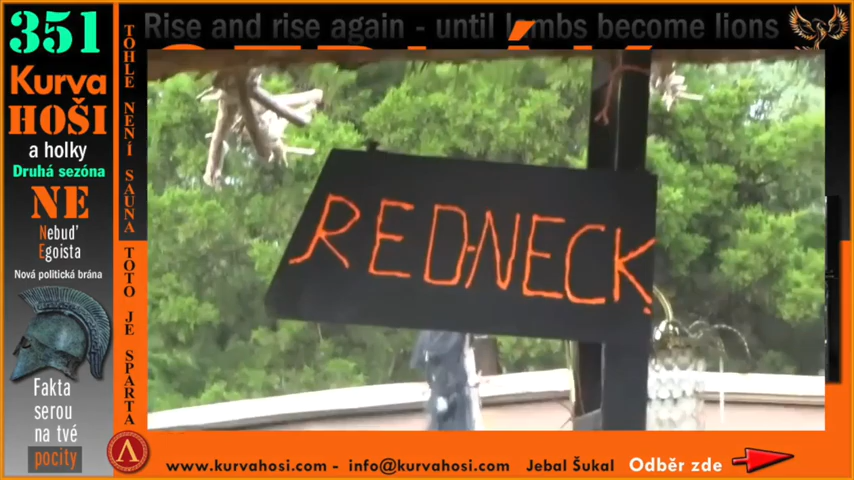 351
Kurva
HOŠI
a holky
Druhá sezóna
NE
Nebuď
Egoista
Nová politická brána
Fakta
serou
na tvé
pocity
TOHLE NENÍ SAUNA
TOTO JE SPARTA
Λ
Rise and rise again - until lambs become lions
RED-NECK!
www.kurvahosi.com - info@kurvahosi.com Jebal Šukal Odběr zde